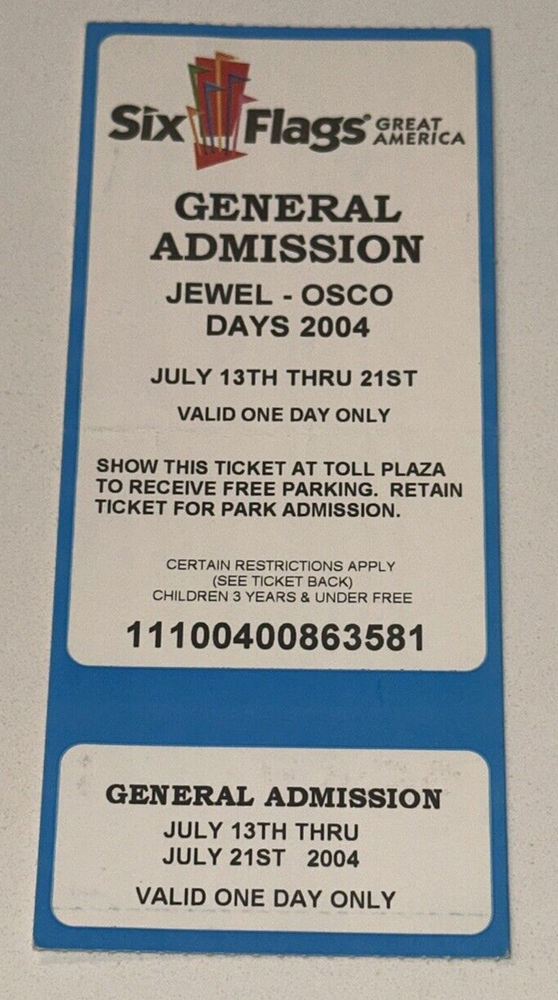 Six Flags GREAT AMERICA
GENERAL
ADMISSION
JEWEL - OSCO
DAYS 2004
JULY 13TH THRU 21ST
VALID ONE DAY ONLY
SHOW THIS TICKET AT TOLL PLAZA
TO RECEIVE FREE PARKING. RETAIN
TICKET FOR PARK ADMISSION.
CERTAIN RESTRICTIONS APPLY
(SEE TICKET BACK)
CHILDREN 3 YEARS & UNDER FREE
11100400863581
GENERAL ADMISSION
JULY 13TH THRU
JULY 21ST 2004
VALID ONE DAY ONLY